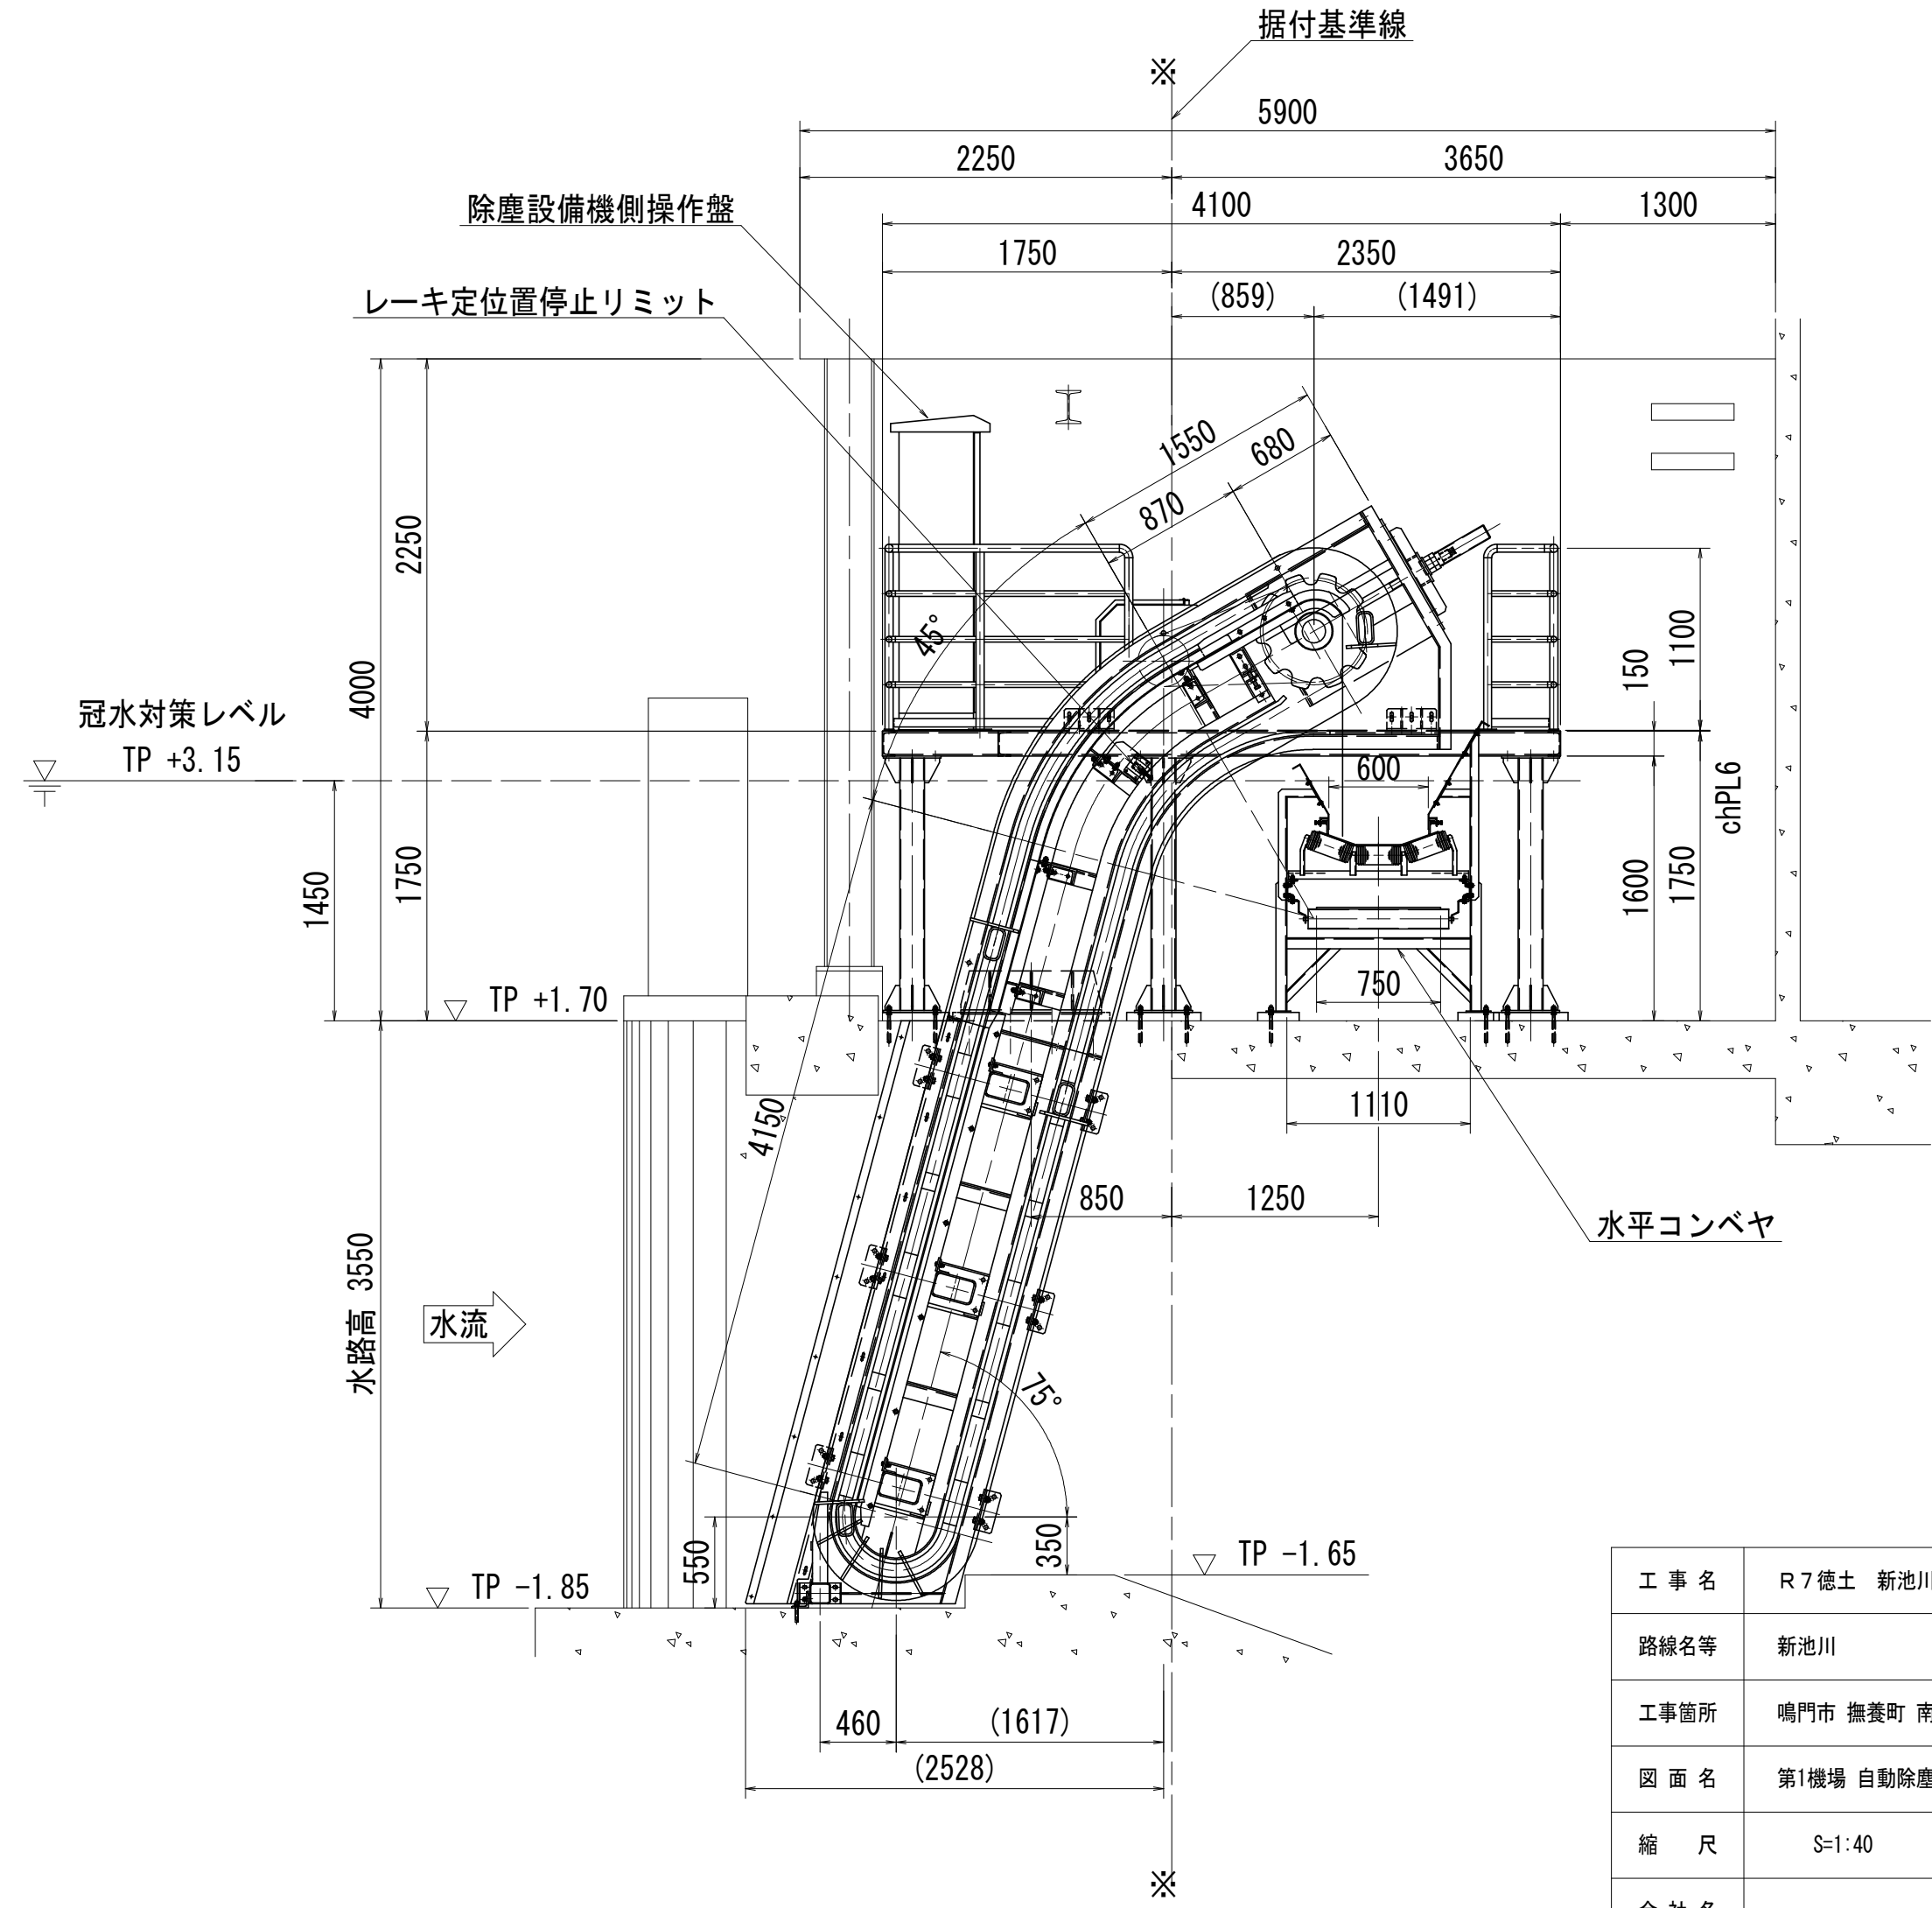 据付基準線
※
5900
2250 3650
除塵設備機側操作盤
4100 1300
1750 2350
レーキ定位置停止リミット
(859) (1491)
1550
680
870
2250
45°
1100
150
4000
冠水対策レベル
TP +3.15
600
chPL6
1450
1750
1600
1750
TP +1.70
750
4150
1110
850 1250
水平コンベヤ
水路高 3550
水流
75°
550
350
TP -1.65
TP -1.85
460 (1617)
(2528)
※
工事名 R7徳土 新池川
路線名等 新池川
工事箇所 鳴門市 撫養町 南
図面名 第1機場 自動除塵
縮尺 S=1:40
会社名